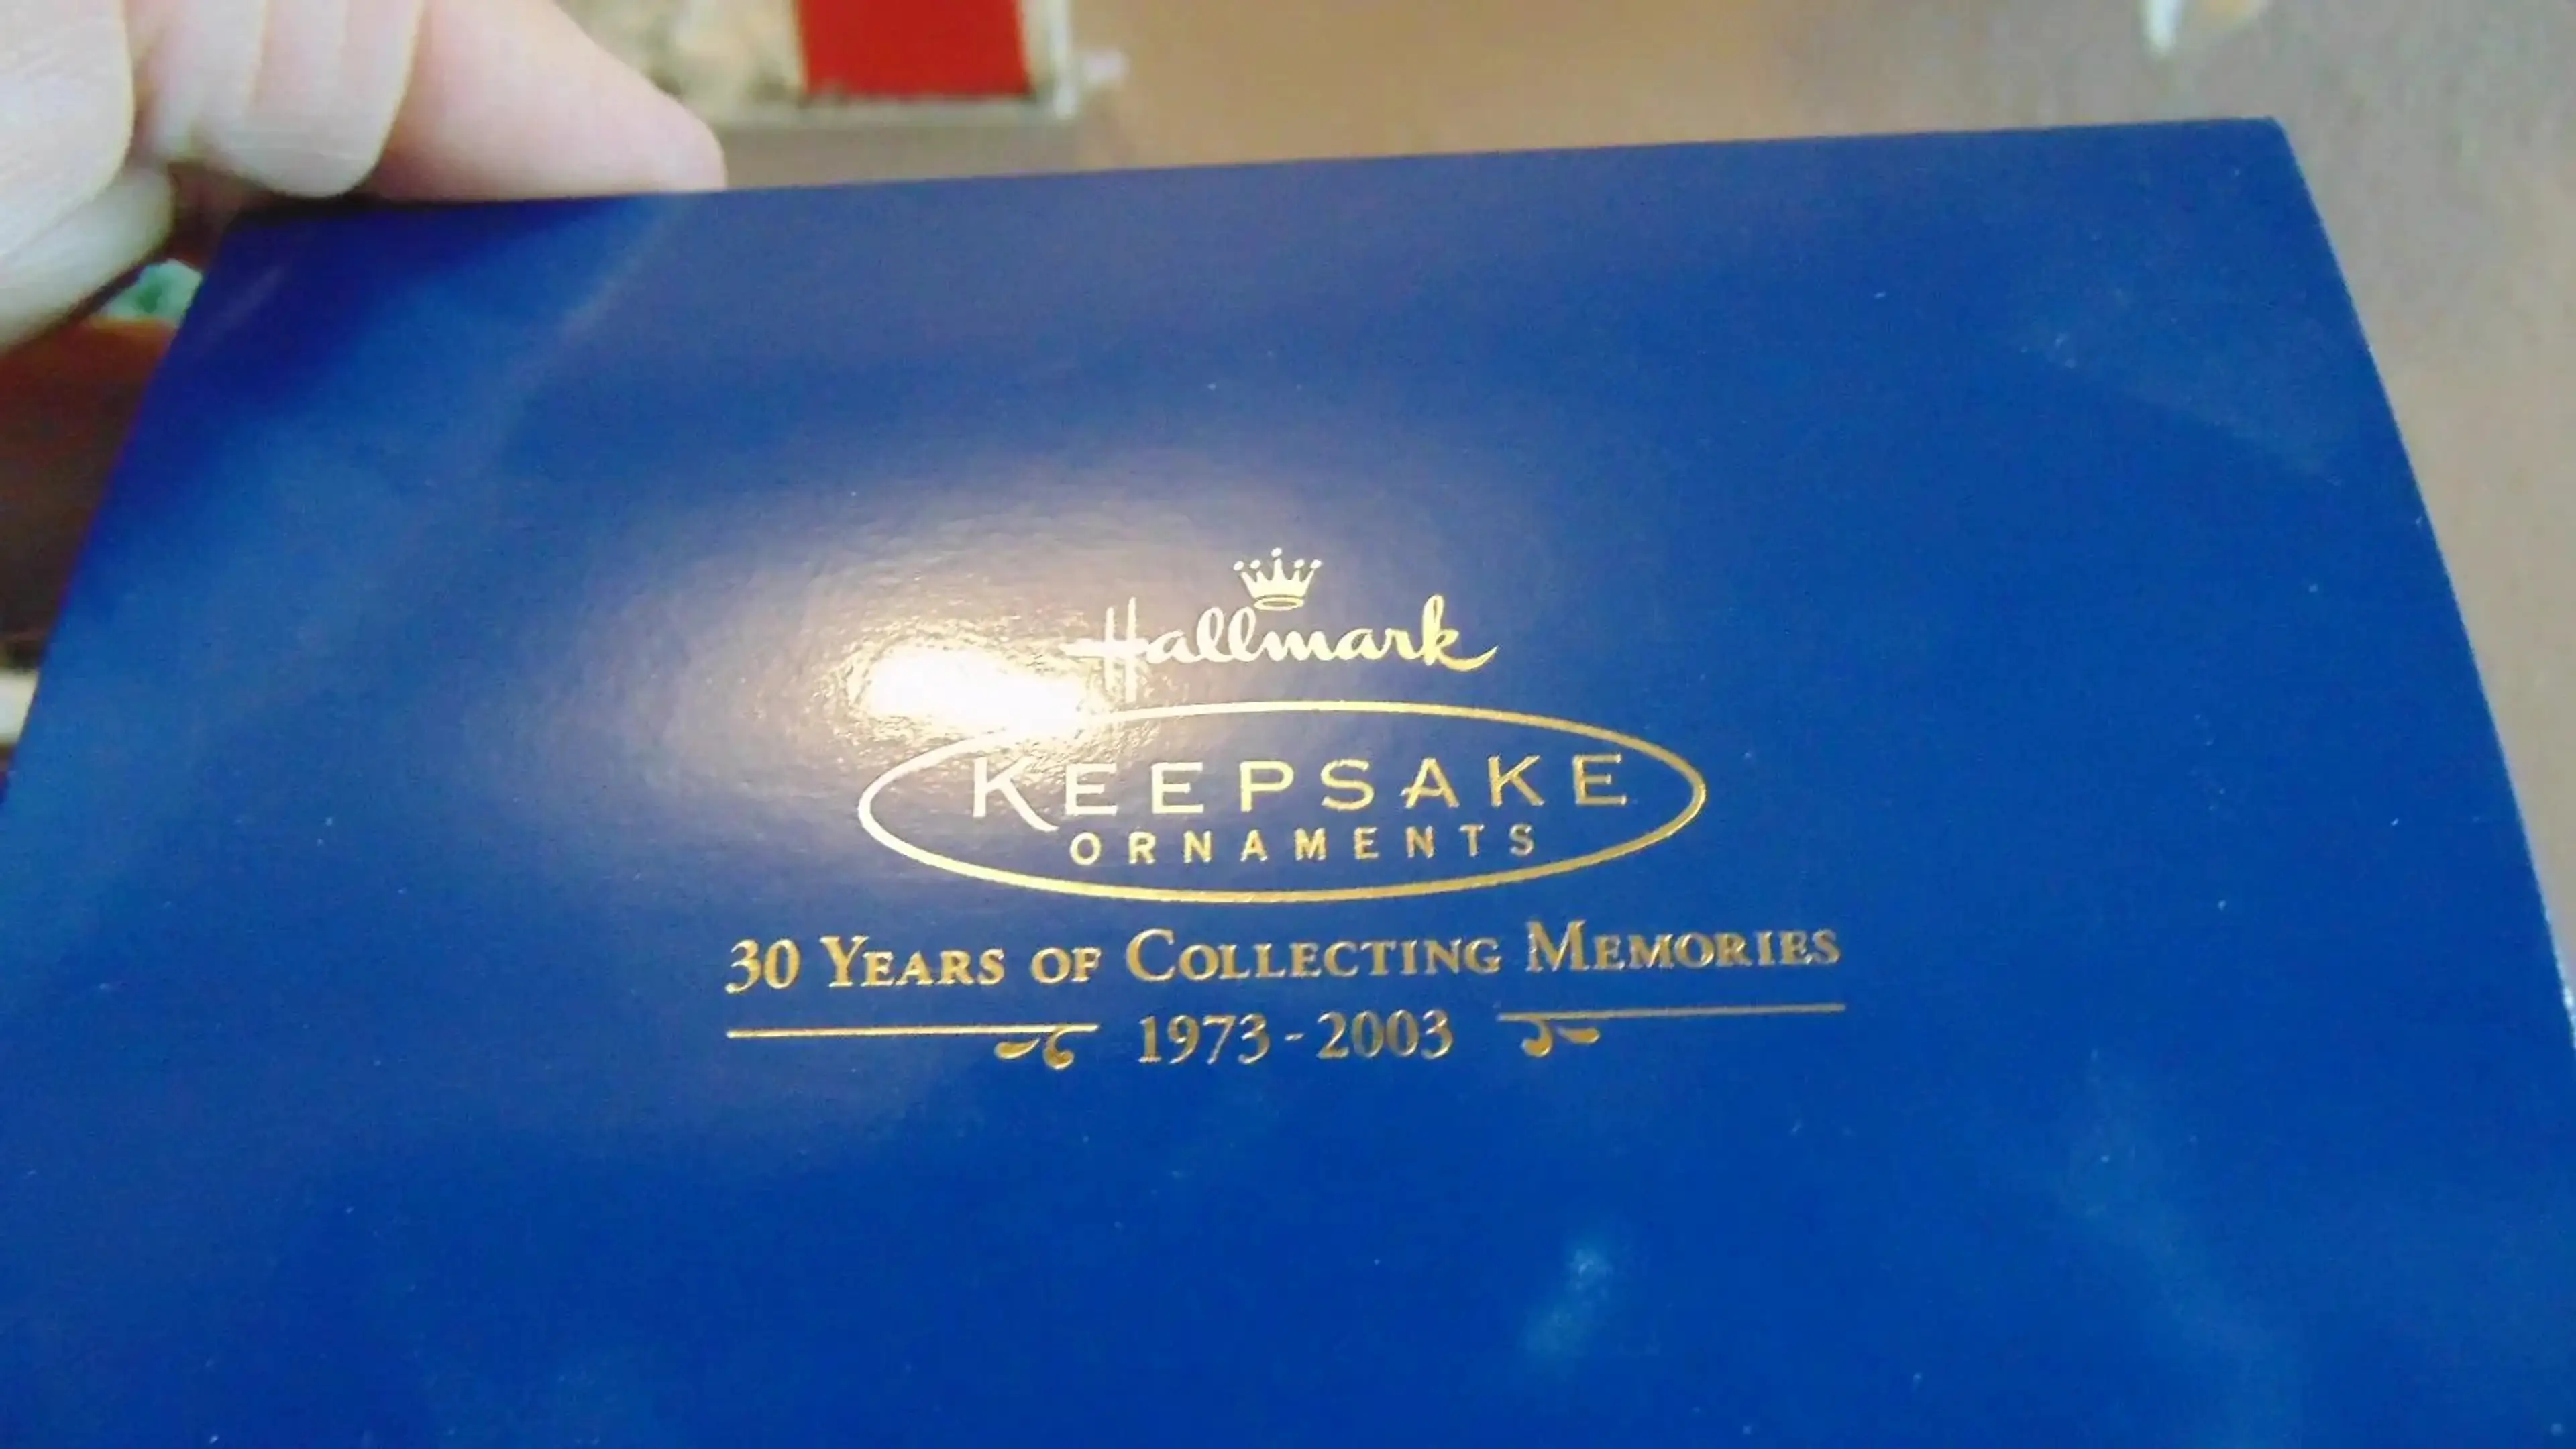 Hallmark
KEEPSAKE
ORNAMENTS
30 YEARS OF COLLECTING MEMORIES
1973-2003